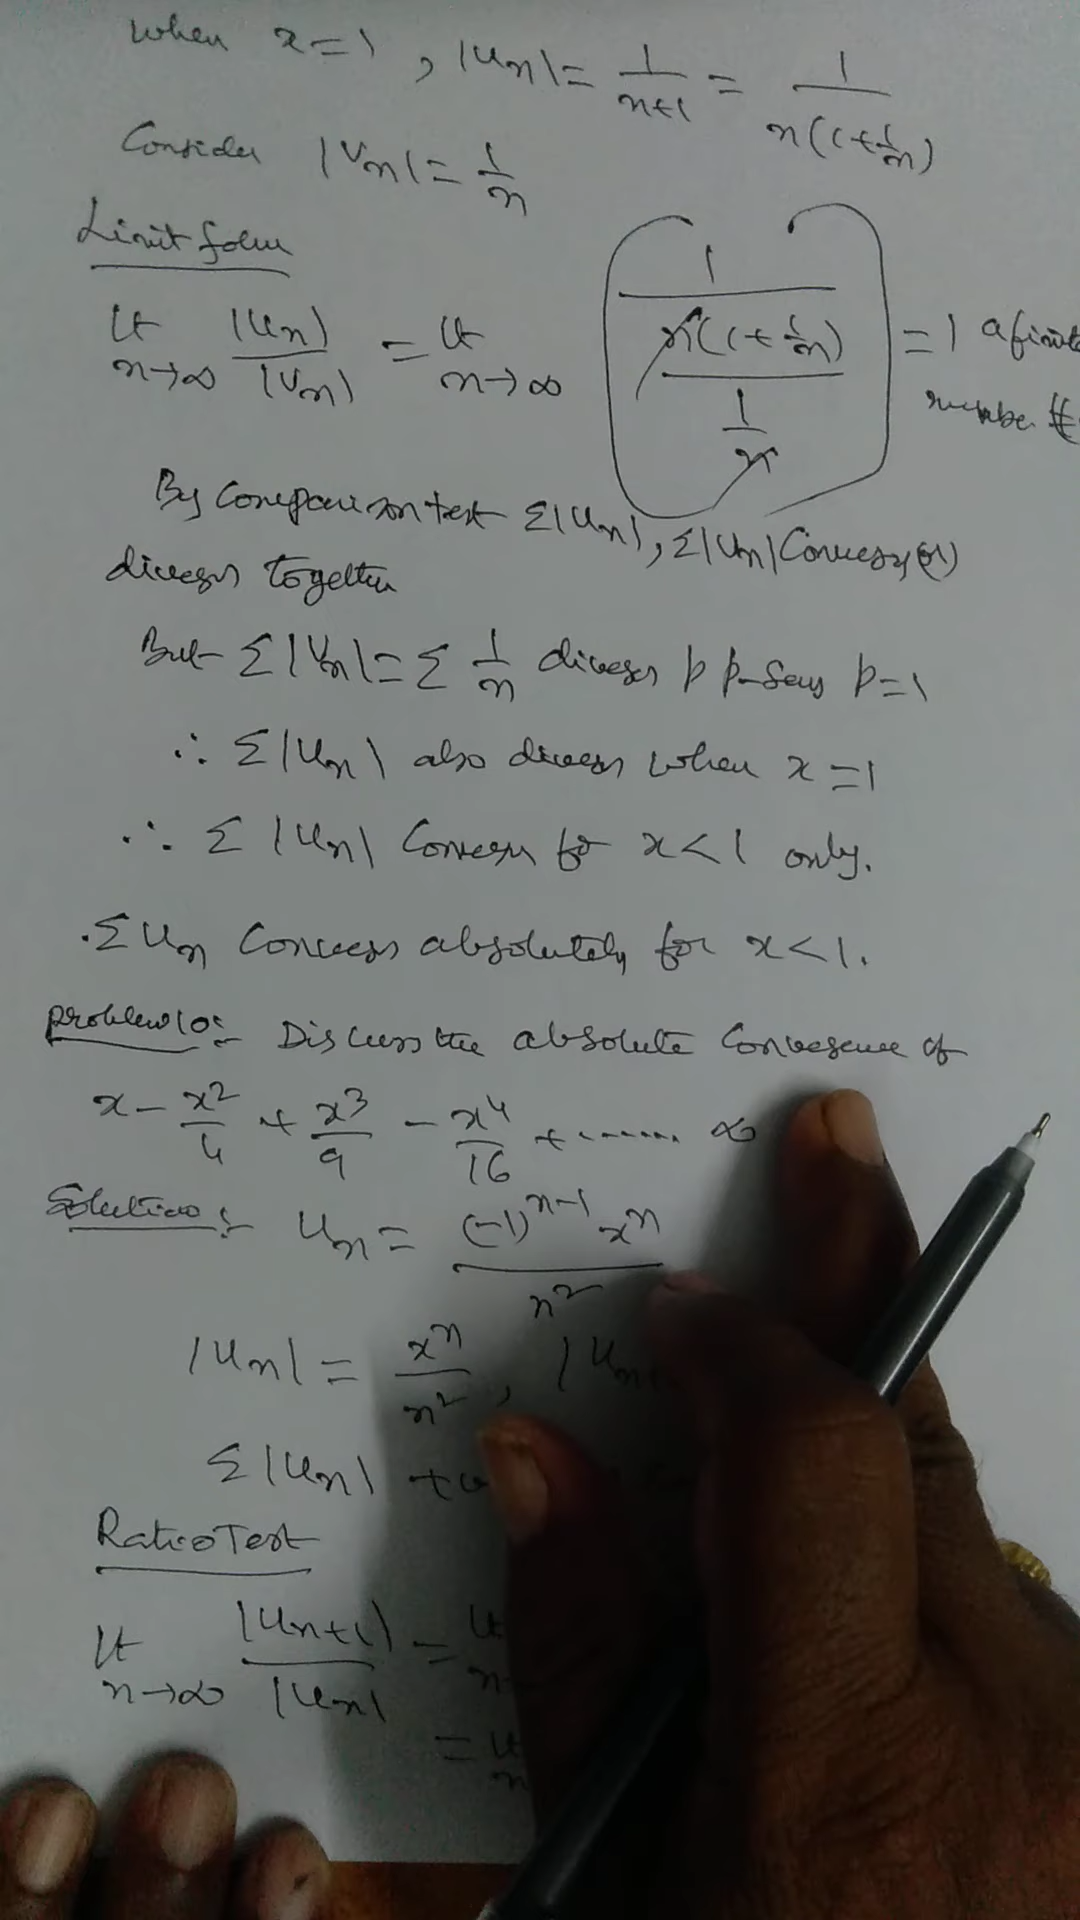 when x=1, |Un|= 1/n+1 = 1/n(1+1/n)
Consider |Vn|= 1/n
Limit form
lt n→∞ |Un|/|Vn| = lt n→∞ (1/n(1+1/n) / 1/n) = 1 a finite
number
By Comparison test Σ|Un|, Σ|Vn| Converges (or)
diverges together
But Σ|Vn|= Σ 1/n diverges p p-series p=1
∴ Σ|Un| also diverges when x=1
∴ Σ|Un| Converges for x<1 only.
∴ΣUn Converges absolutely for x<1.
Problem 10:- Discuss the absolute Convergence of
x - x²/4 + x³/9 - x⁴/16 + ....... ∞
Solution:- Un = (-1)ⁿ⁻¹ xⁿ/n²
|Un| = xⁿ/n², |Un
Σ|Un|
Ratio Test
lt n→∞ |Un+1|/|Un| = lt n
= lt n